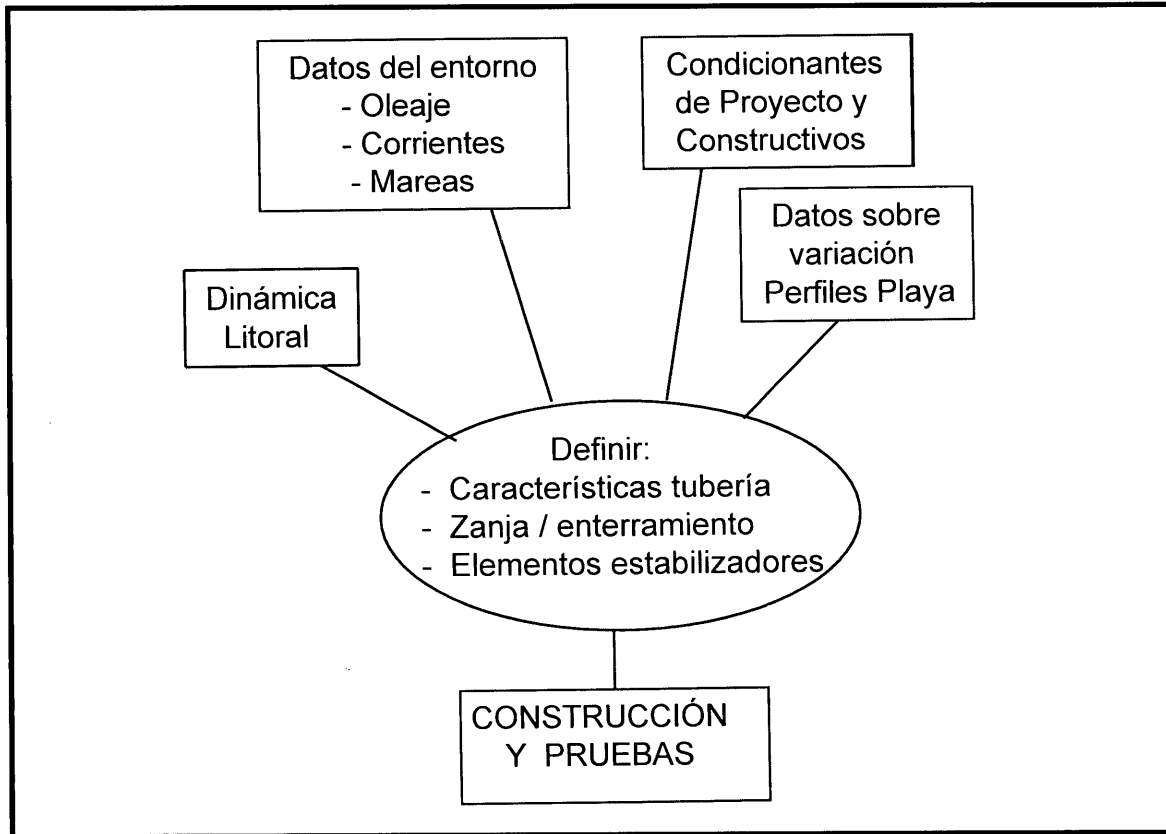 Datos del entorno
- Oleaje
- Corrientes
- Mareas
Condicionantes
de Proyecto y
Constructivos
Datos sobre
variación
Perfiles Playa
Dinámica
Litoral
Definir:
- Características tubería
- Zanja / enterramiento
- Elementos estabilizadores
CONSTRUCCIÓN
Y PRUEBAS